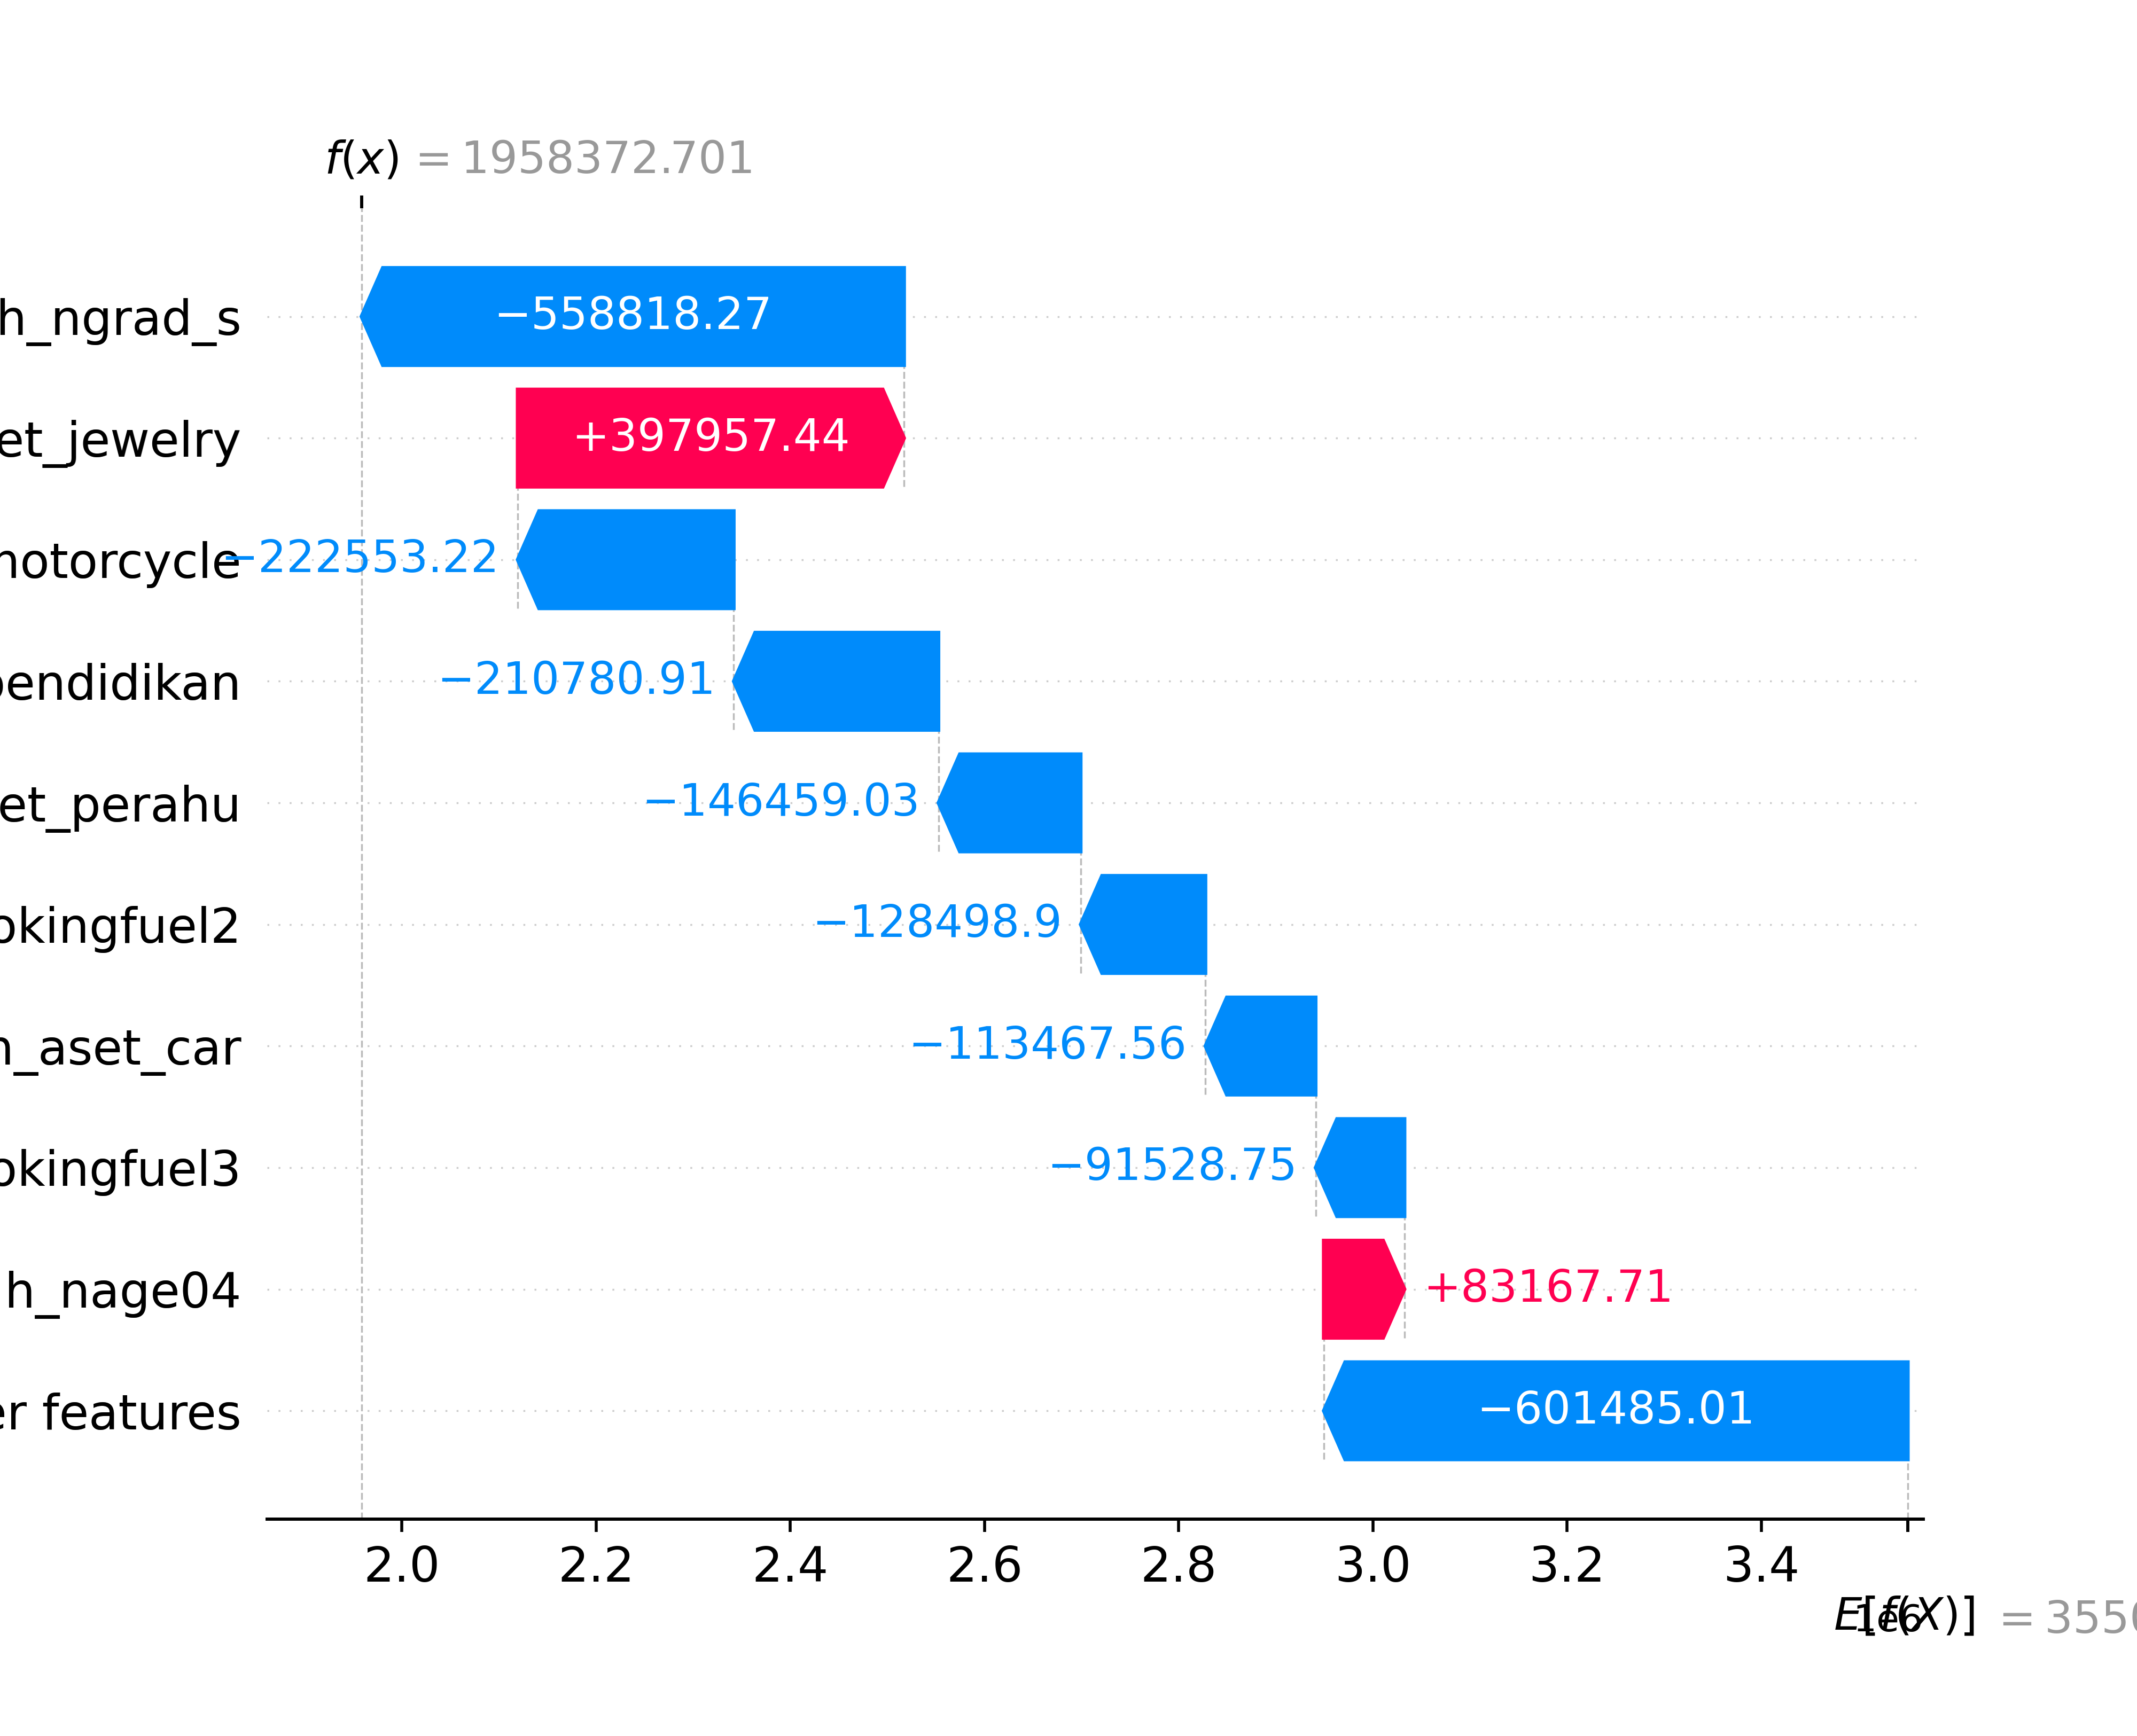 f(x) = 1958372.701
h_ngrad_s −558818.27
et_jewelry +397957.44
motorcycle −222553.22
pendidikan −210780.91
et_perahu −146459.03
okingfuel2 −128498.9
_aset_car −113467.56
okingfuel3 −91528.75
h_nage04 +83167.71
er features −601485.01
2.0 2.2 2.4 2.6 2.8 3.0 3.2 3.4
1e6
E[f(X)] = 355